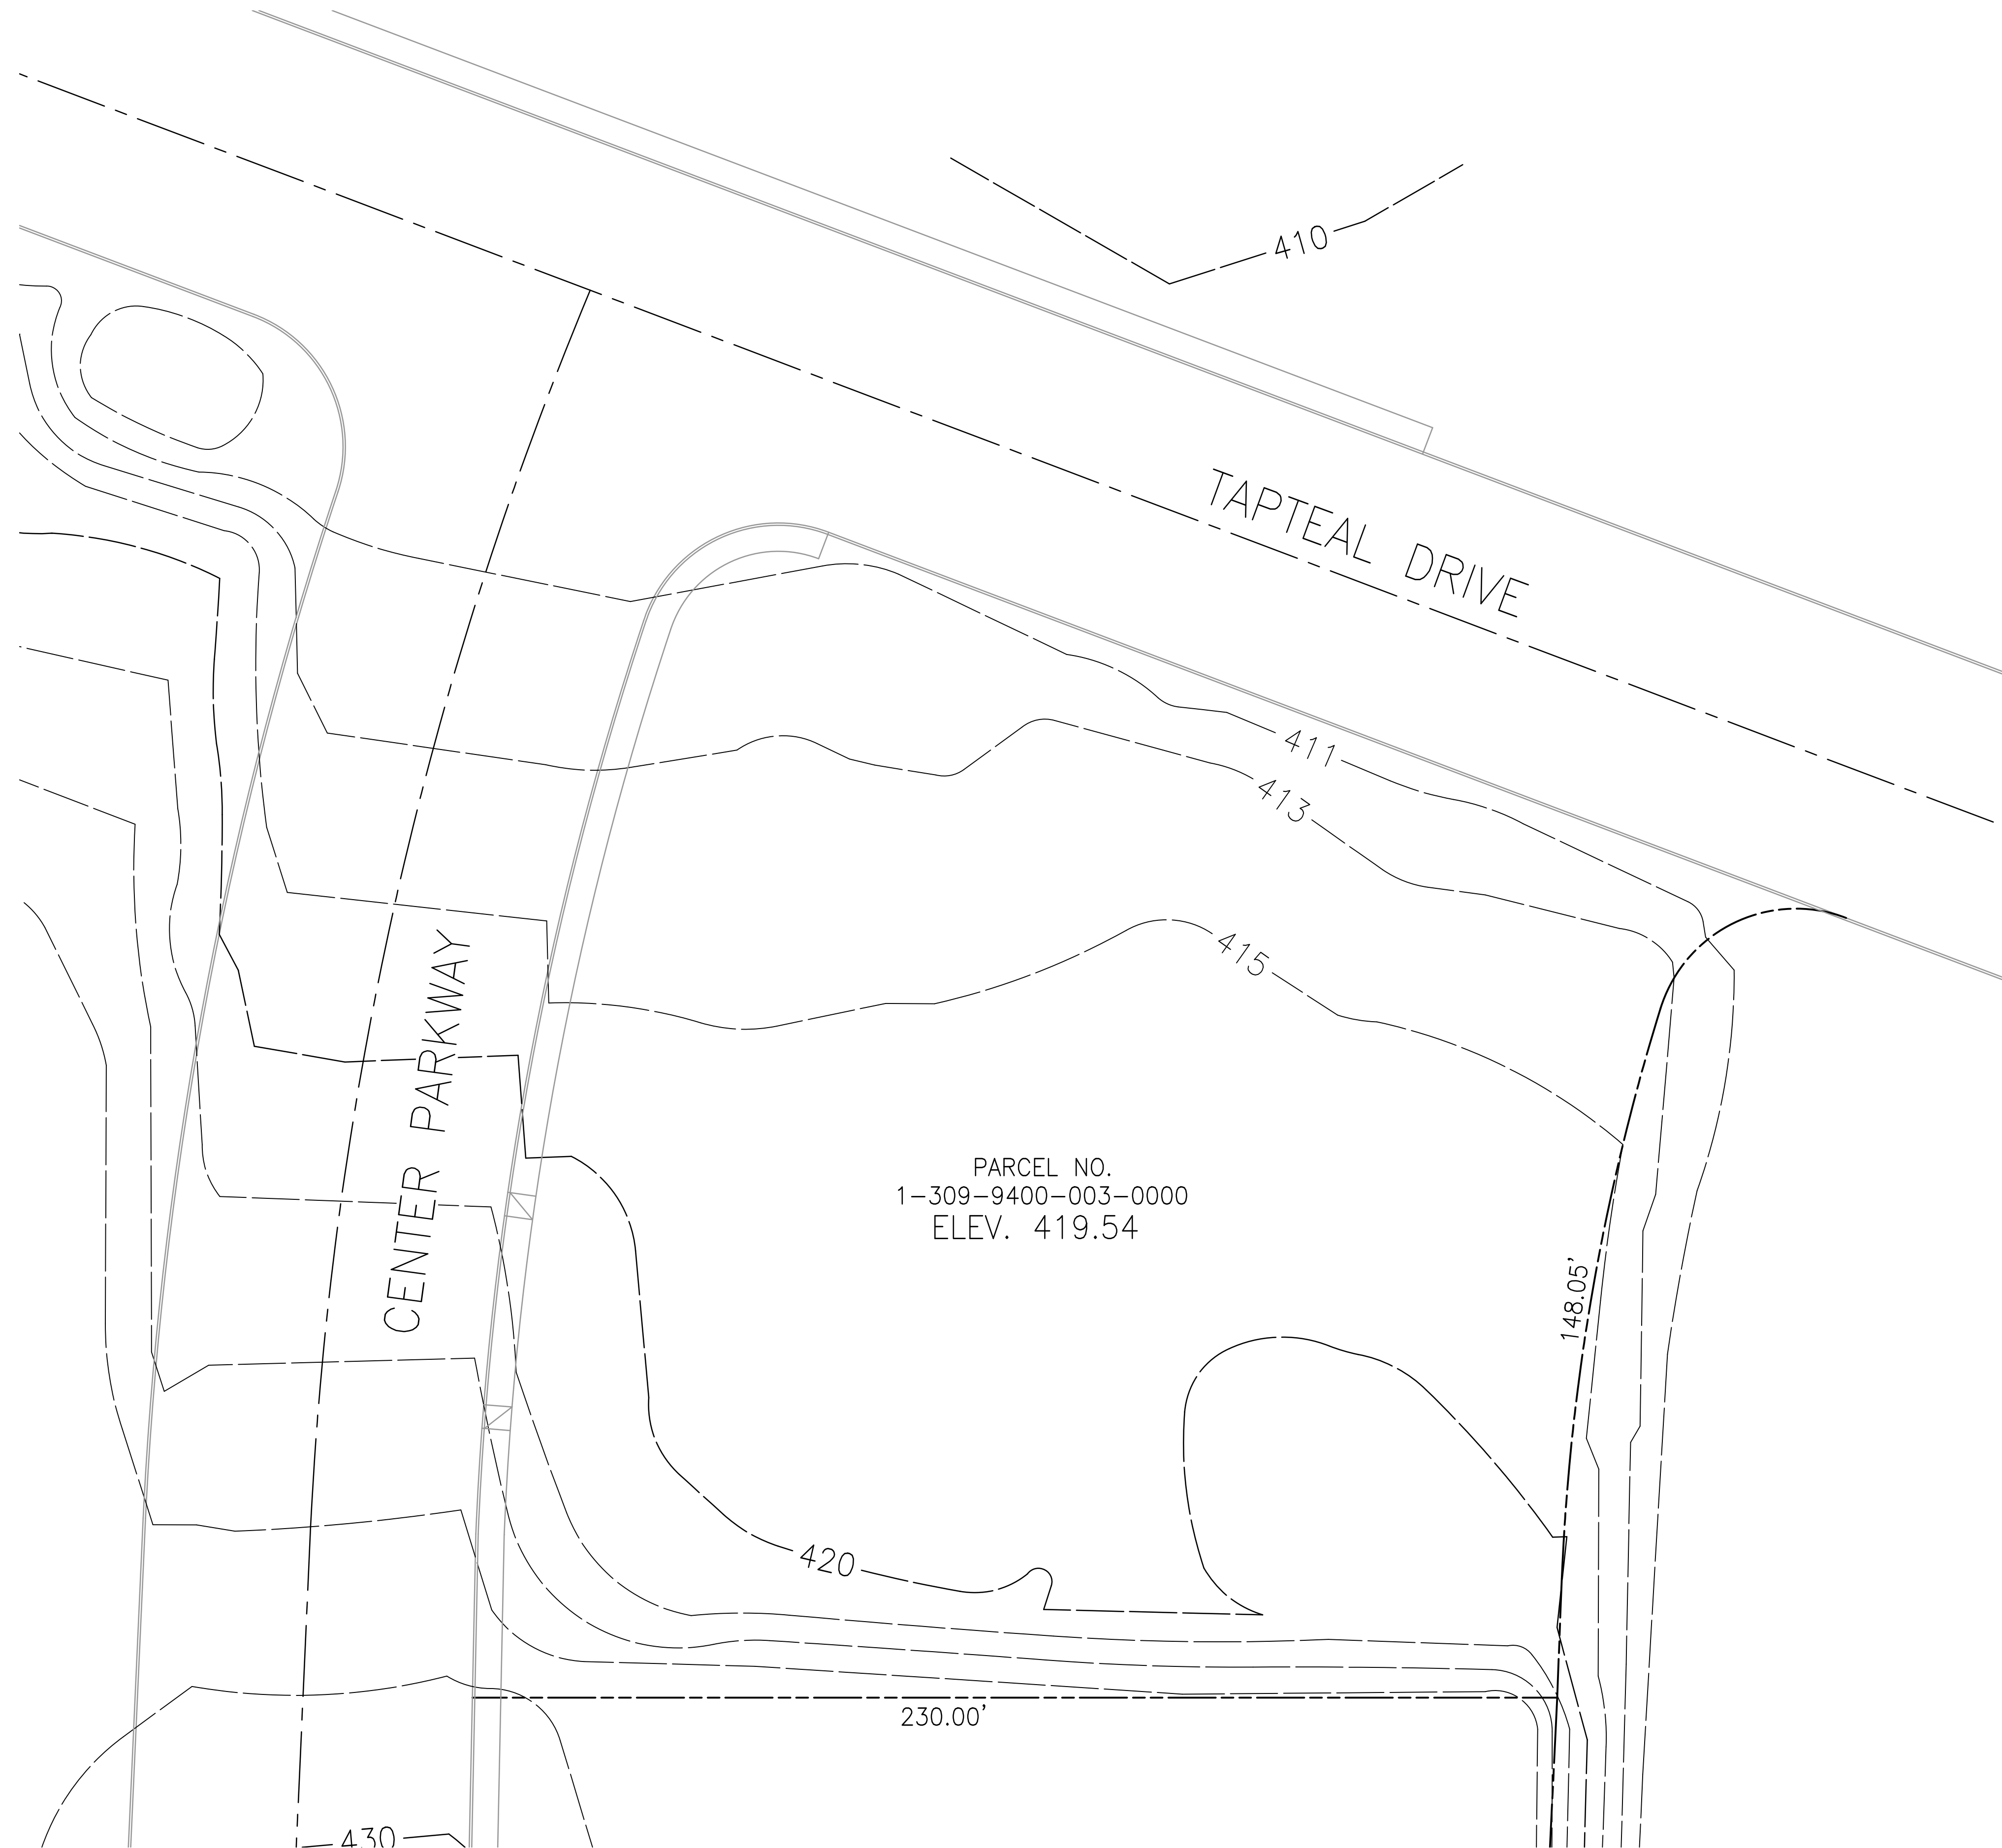 410
TAPTEAL DRIVE
411
413
415
CENTER PARKWAY
PARCEL NO.
1-309-9400-003-0000
ELEV. 419.54
148.05'
420
230.00'
430